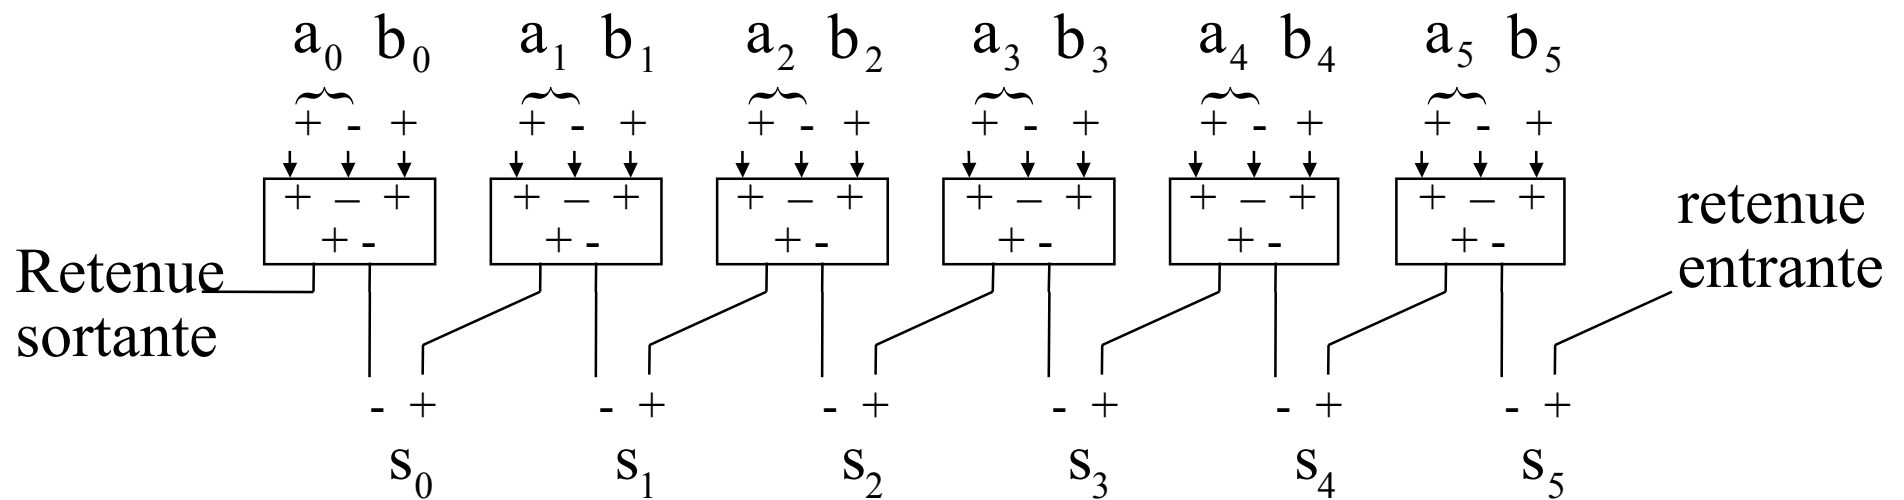 a0 b0 a1 b1 a2 b2 a3 b3 a4 b4 a5 b5
+ - + + - + + - + + - + + - + + - +
+ – + + – + + – + + – + + – + + – +
+ - + - + - + - + - + -
retenue
entrante
Retenue
sortante
- + - + - + - + - + - +
s0 s1 s2 s3 s4 s5